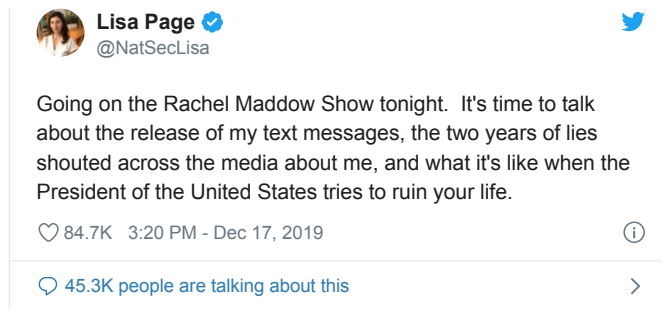 Lisa Page
@NatSecLisa
Going on the Rachel Maddow Show tonight.  It's time to talk
about the release of my text messages, the two years of lies
shouted across the media about me, and what it's like when the
President of the United States tries to ruin your life.
84.7K 3:20 PM - Dec 17, 2019
45.3K people are talking about this